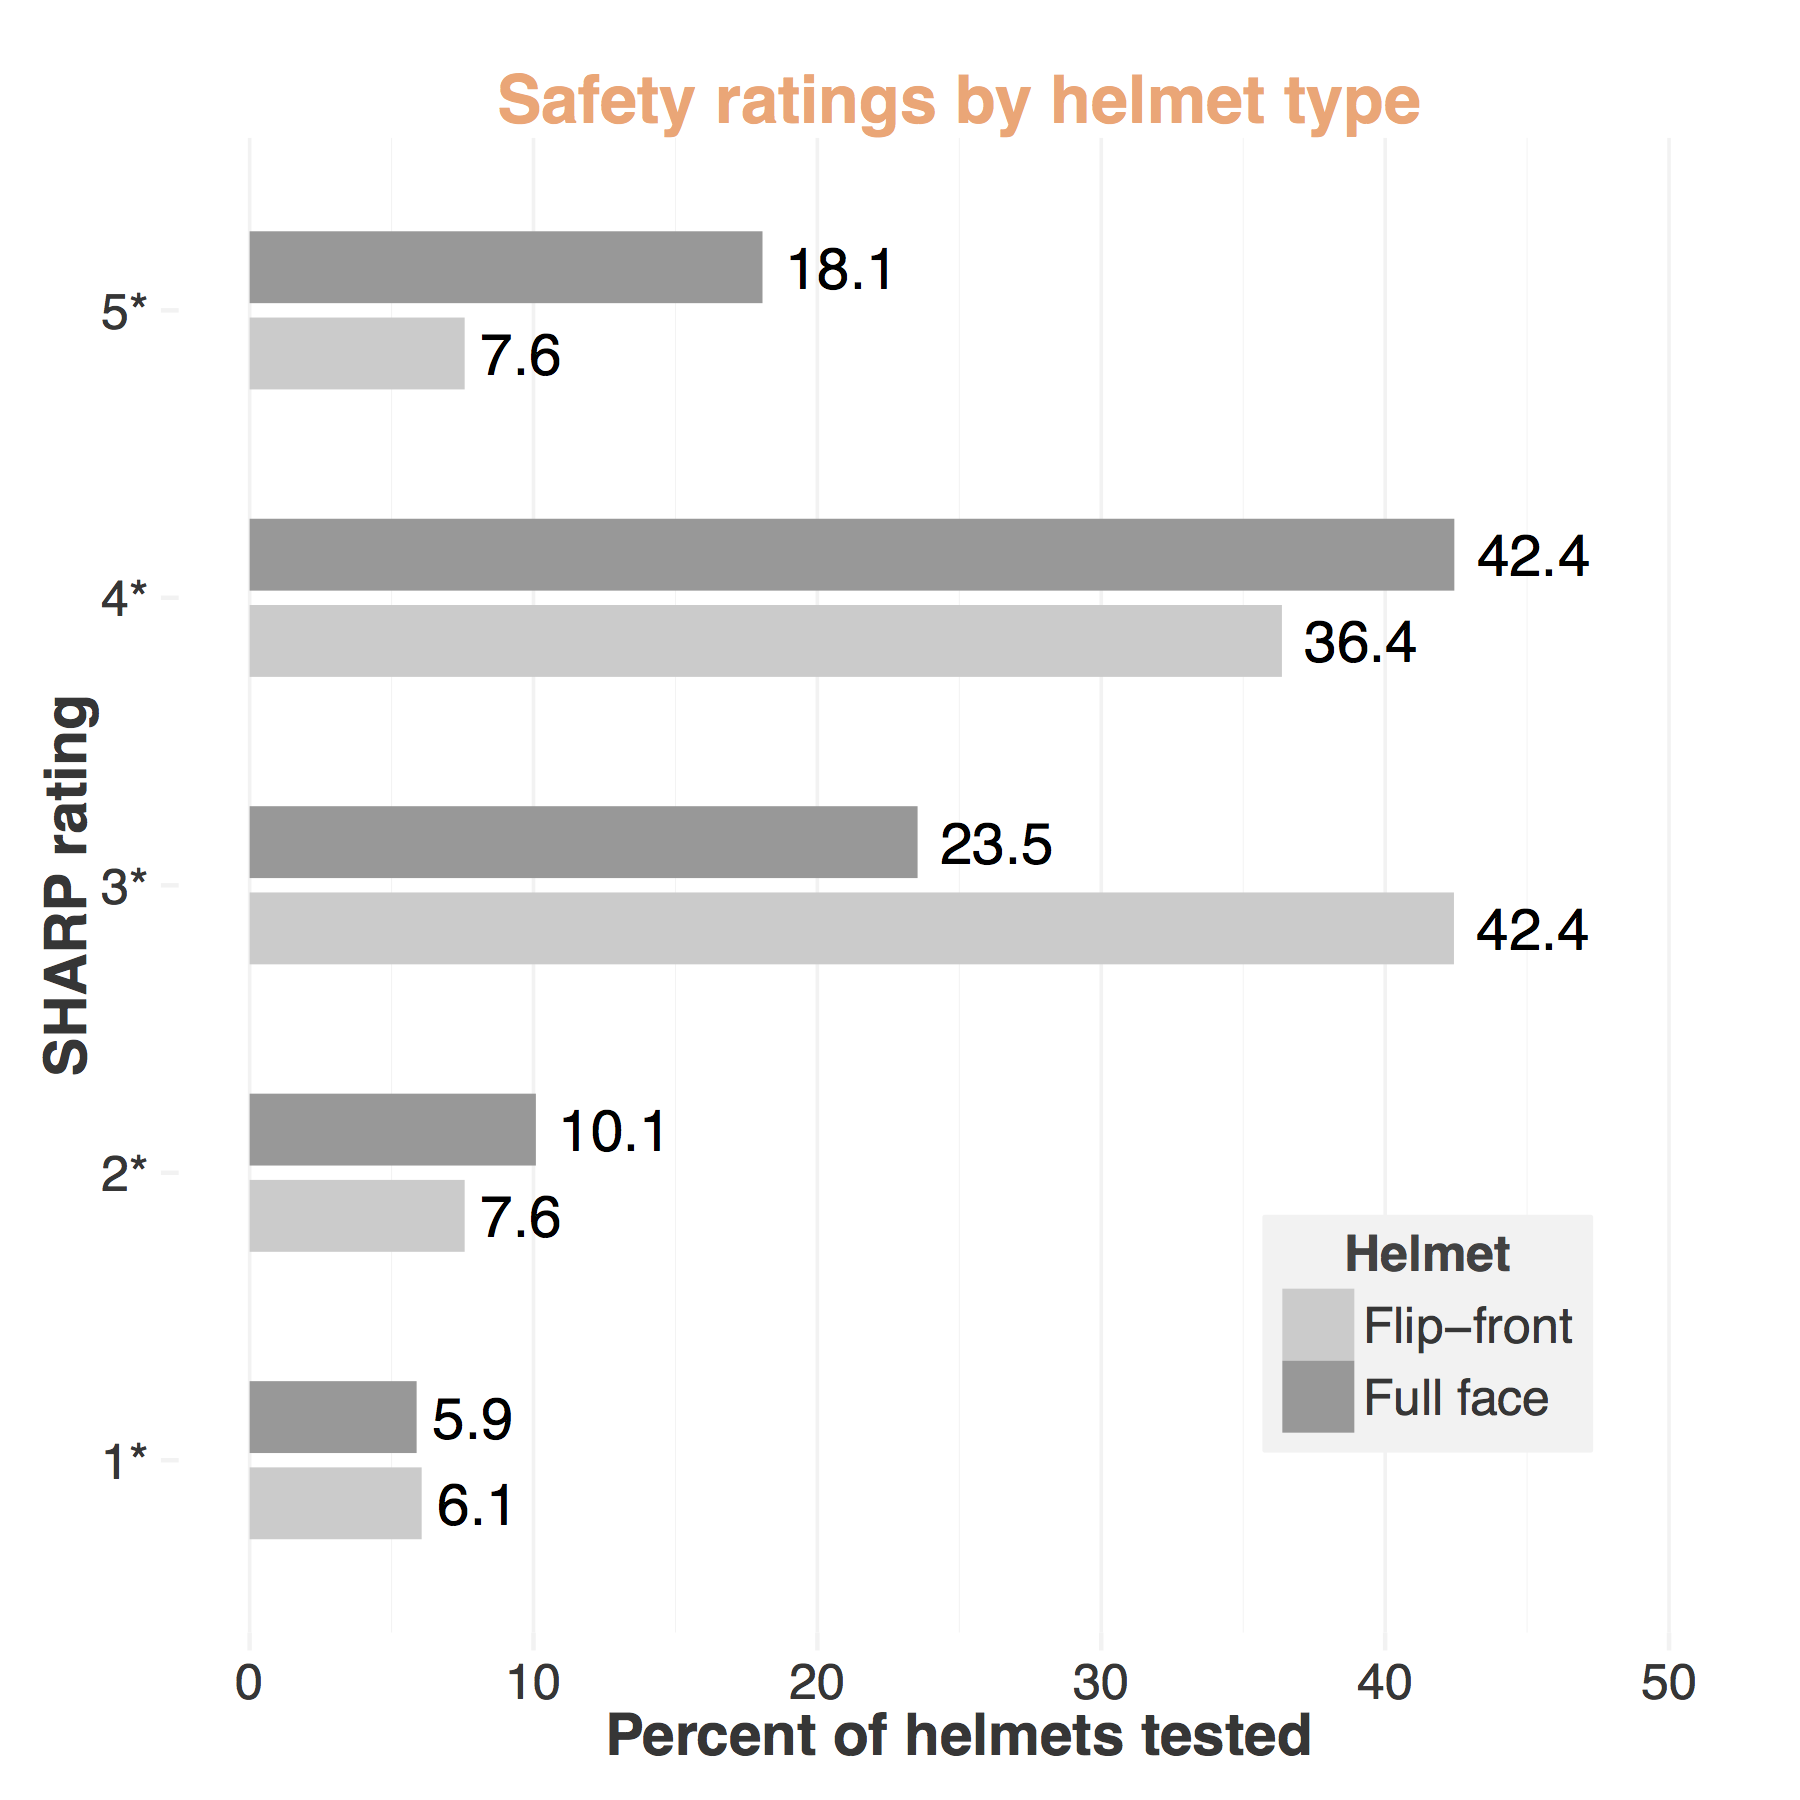 Safety ratings by helmet type
SHARP rating
5*
18.1
7.6
4*
42.4
36.4
3*
23.5
42.4
2*
10.1
7.6
1*
5.9
6.1
Helmet
Flip−front
Full face
0 10 20 30 40 50
Percent of helmets tested